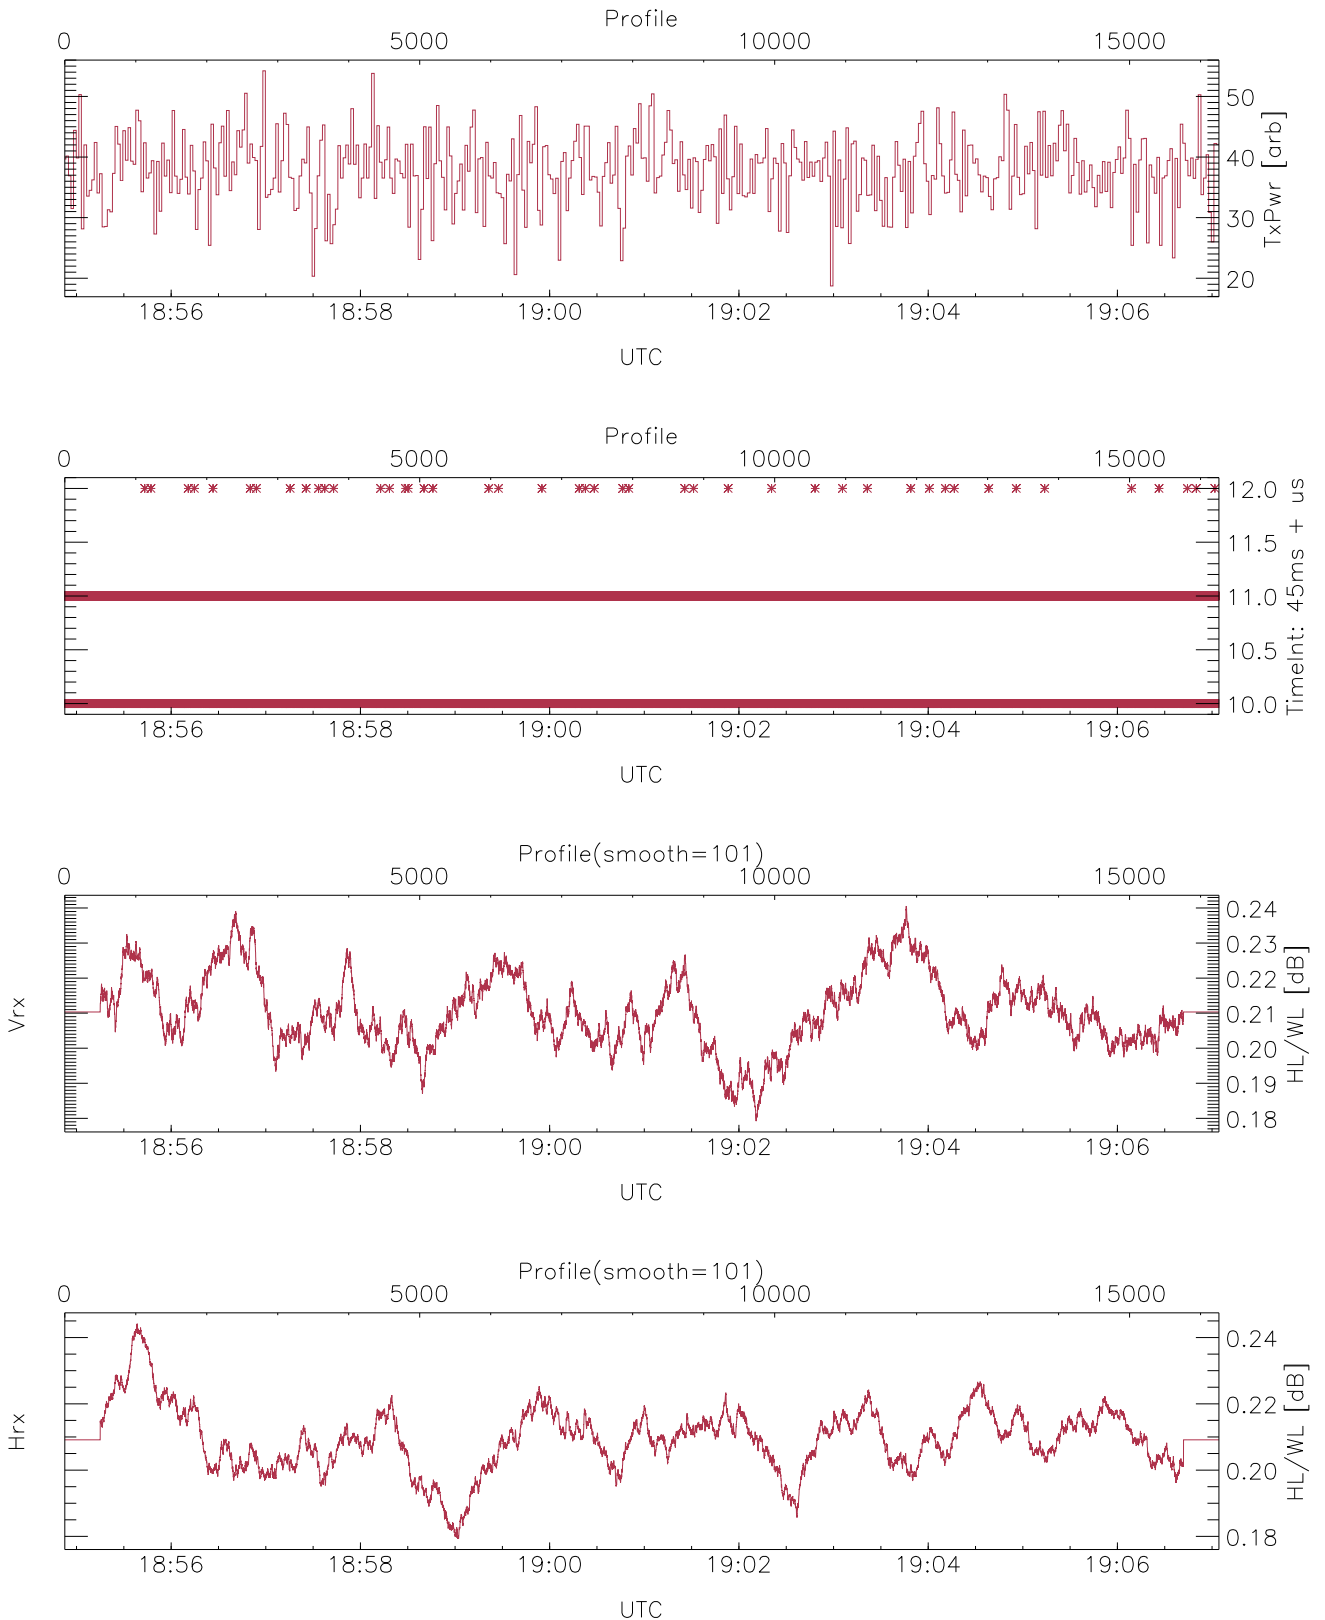 Profile
0 5000 10000 15000
50
40
30
20
TxPwr [arb]
18:56 18:58 19:00 19:02 19:04 19:06
UTC
Profile
0 5000 10000 15000
12.0
11.5
11.0
10.5
10.0
TimeInt: 45ms + us
18:56 18:58 19:00 19:02 19:04 19:06
UTC
Profile(smooth=101)
0 5000 10000 15000
Vrx
0.24
0.23
0.22
0.21
0.20
0.19
0.18
HL/WL [dB]
18:56 18:58 19:00 19:02 19:04 19:06
UTC
Profile(smooth=101)
0 5000 10000 15000
Hrx
0.24
0.22
0.20
0.18
HL/WL [dB]
18:56 18:58 19:00 19:02 19:04 19:06
UTC